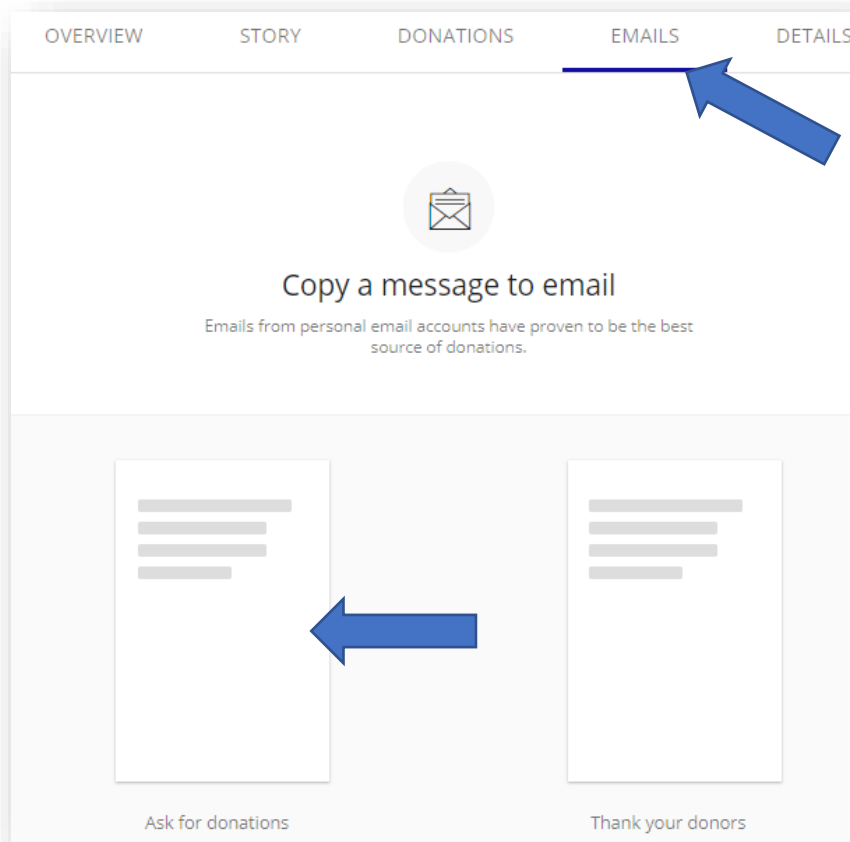 OVERVIEW STORY DONATIONS EMAILS DETAILS
Copy a message to email
Emails from personal email accounts have proven to be the best
source of donations.
Ask for donations Thank your donors